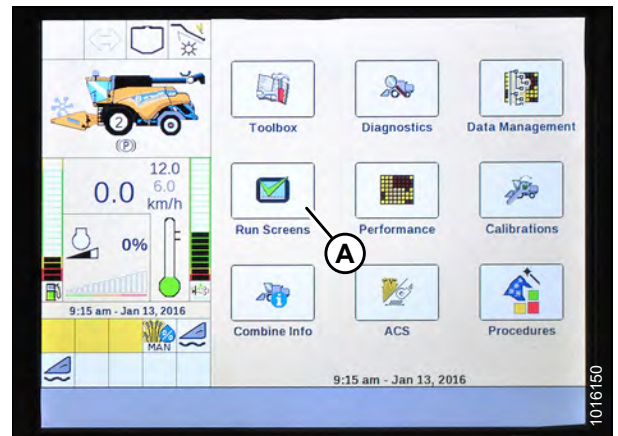 2
(P)
12.0
0.0 6.0
km/h
0%
9:15 am - Jan 13, 2016
MAN
Toolbox Diagnostics Data Management
Run Screens Performance Calibrations
A
Combine Info ACS Procedures
9:15 am - Jan 13, 2016
1016150